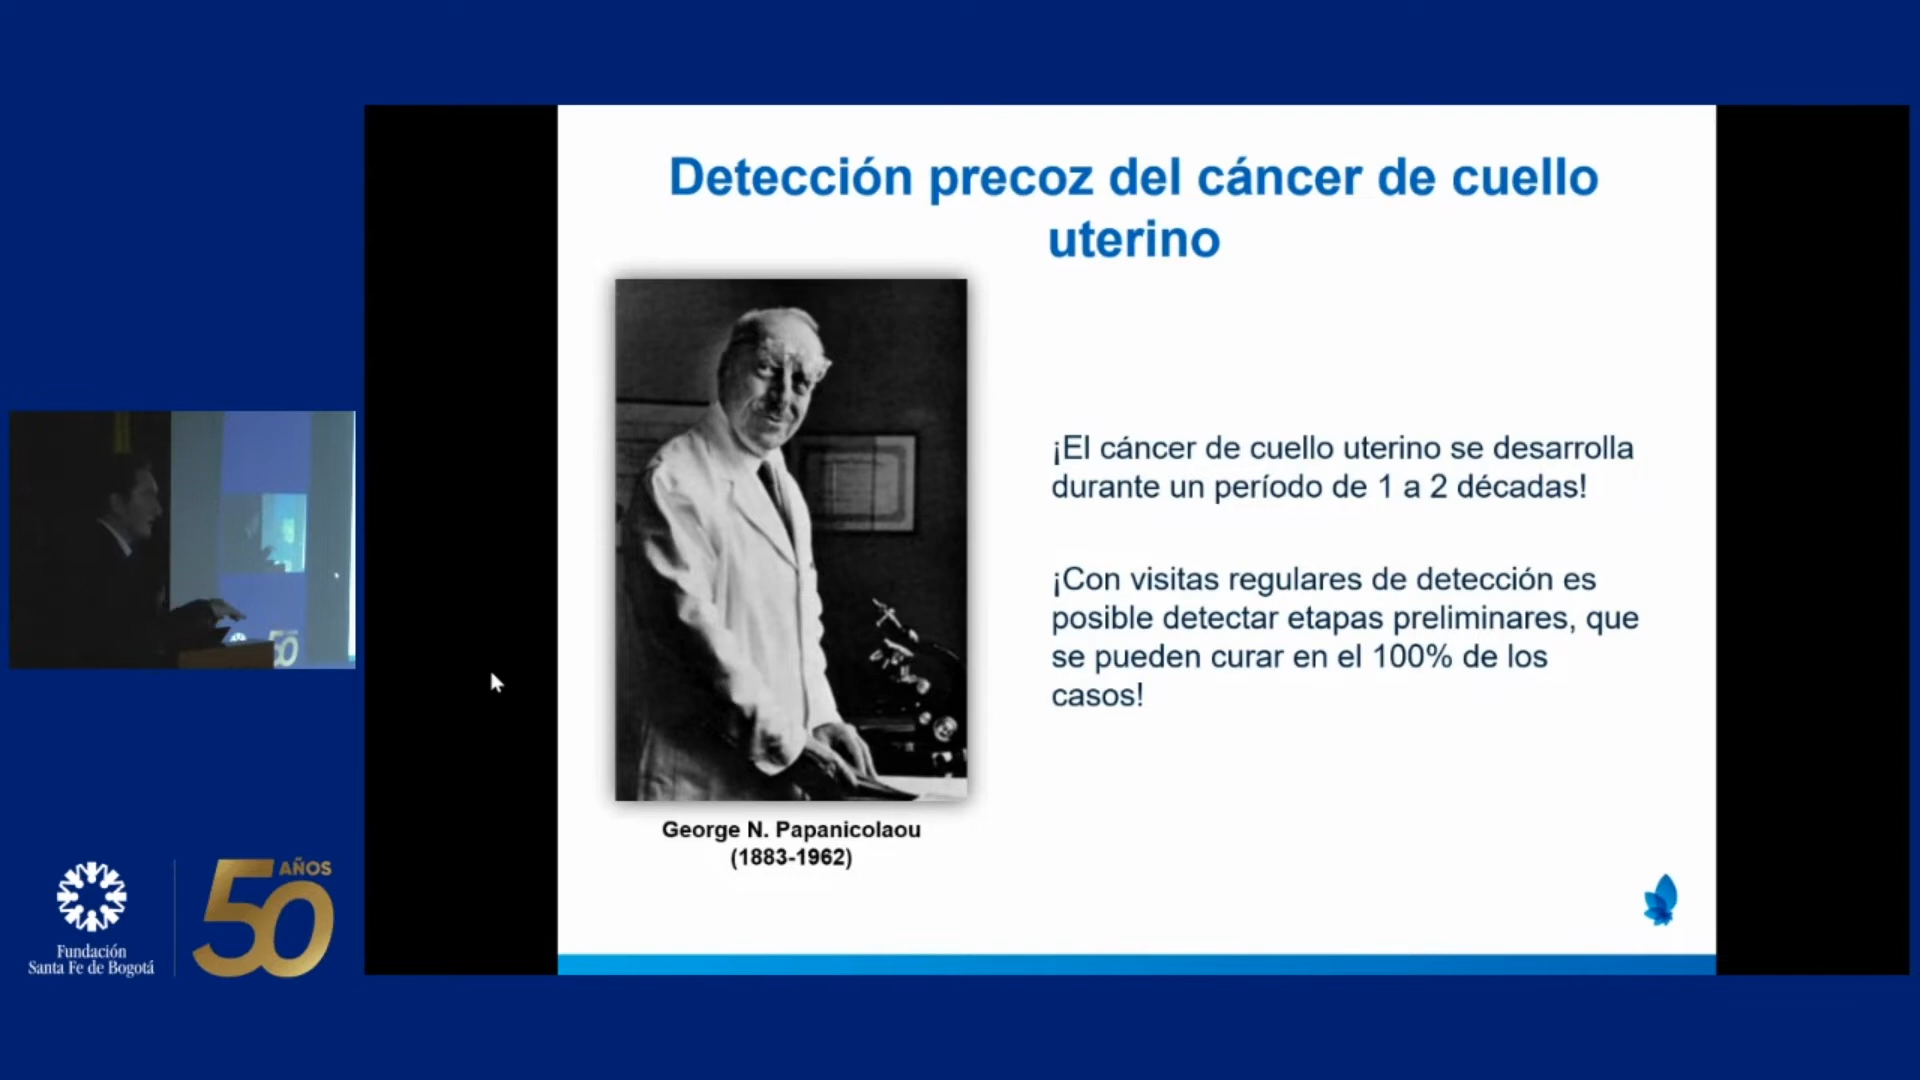 Detección precoz del cáncer de cuello
uterino
¡El cáncer de cuello uterino se desarrolla
durante un período de 1 a 2 décadas!
¡Con visitas regulares de detección es
posible detectar etapas preliminares, que
se pueden curar en el 100% de los
casos!
George N. Papanicolaou
(1883-1962)
50
Fundación
Santa Fe de Bogotá
50 AÑOS